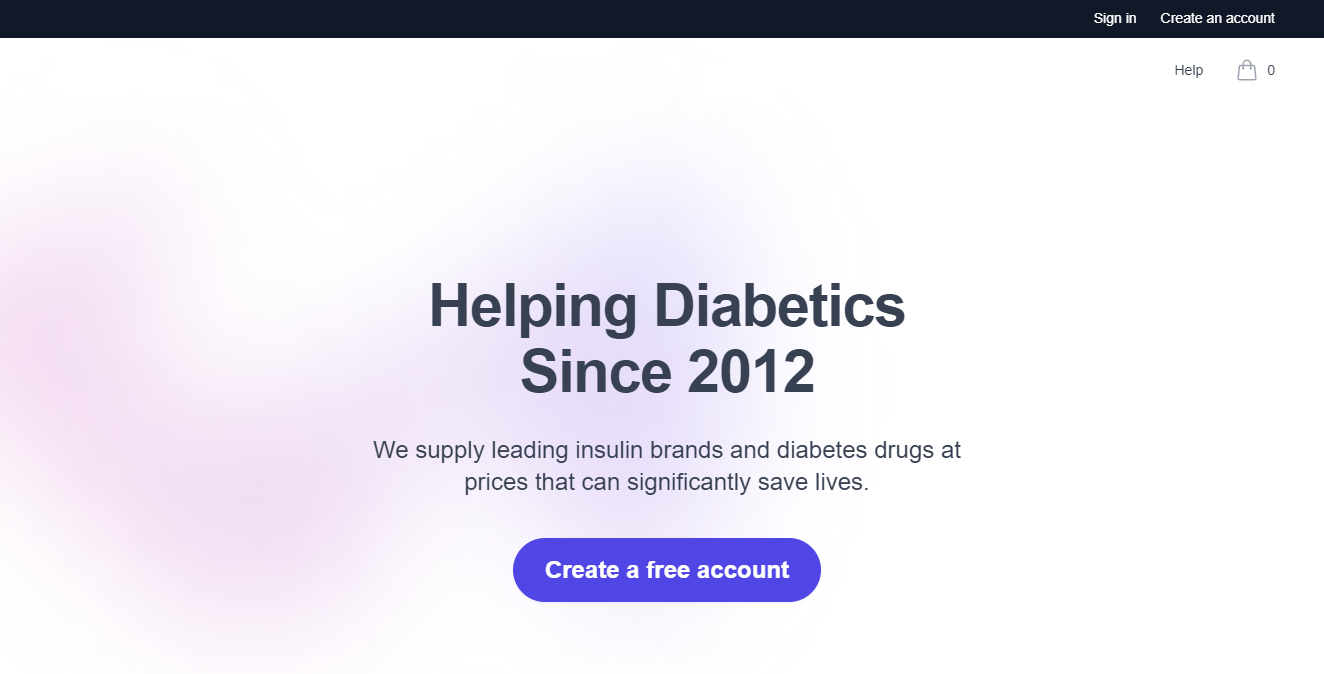 Sign in Create an account
Help 0
Helping Diabetics
Since 2012
We supply leading insulin brands and diabetes drugs at
prices that can significantly save lives.
Create a free account